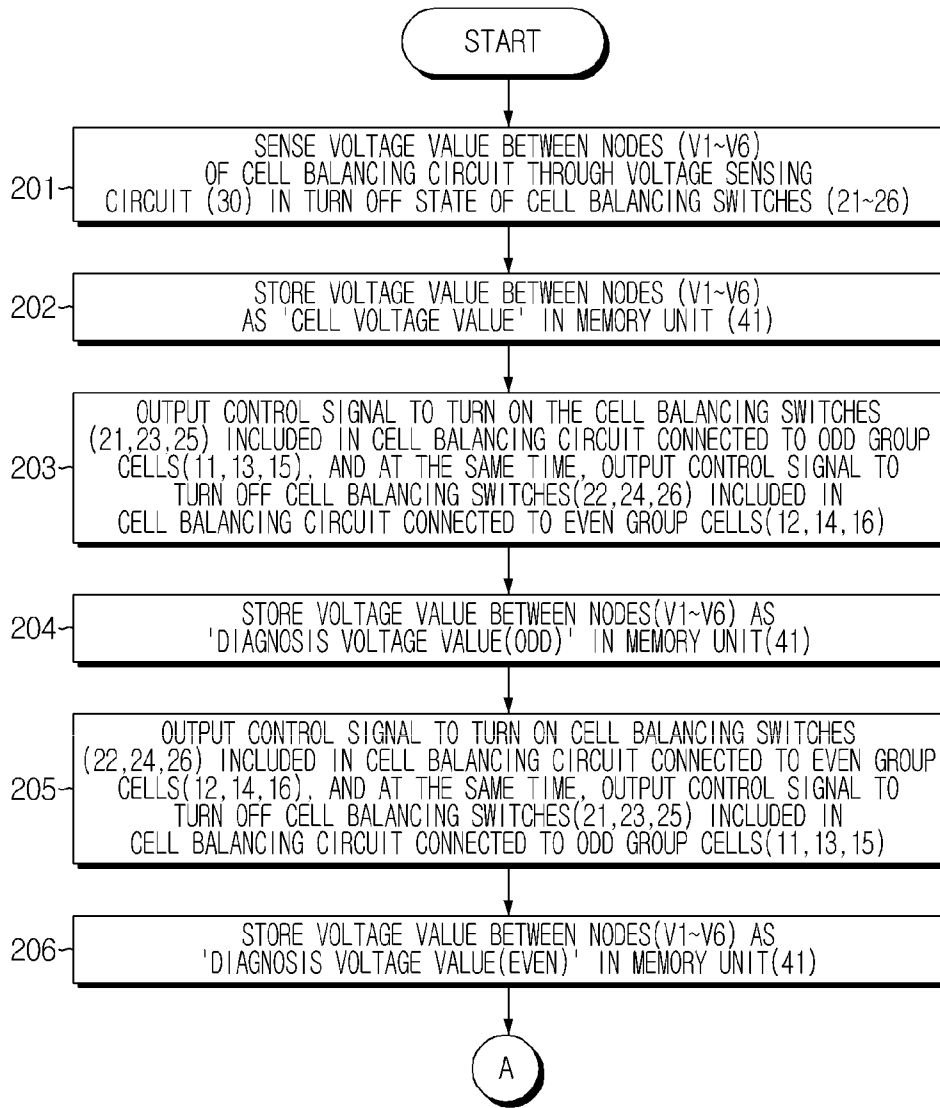 START
201
SENSE VOLTAGE VALUE BETWEEN NODES (V1~V6)
OF CELL BALANCING CIRCUIT THROUGH VOLTAGE SENSING
CIRCUIT (30) IN TURN OFF STATE OF CELL BALANCING SWITCHES (21~26)
202
STORE VOLTAGE VALUE BETWEEN NODES (V1~V6)
AS 'CELL VOLTAGE VALUE' IN MEMORY UNIT (41)
203
OUTPUT CONTROL SIGNAL TO TURN ON THE CELL BALANCING SWITCHES
(21,23,25) INCLUDED IN CELL BALANCING CIRCUIT CONNECTED TO ODD GROUP
CELLS(11,13,15), AND AT THE SAME TIME, OUTPUT CONTROL SIGNAL TO
TURN OFF CELL BALANCING SWITCHES(22,24,26) INCLUDED IN
CELL BALANCING CIRCUIT CONNECTED TO EVEN GROUP CELLS(12,14,16)
204
STORE VOLTAGE VALUE BETWEEN NODES(V1~V6) AS
'DIAGNOSIS VOLTAGE VALUE(ODD)' IN MEMORY UNIT(41)
205
OUTPUT CONTROL SIGNAL TO TURN ON CELL BALANCING SWITCHES
(22,24,26) INCLUDED IN CELL BALANCING CIRCUIT CONNECTED TO EVEN GROUP
CELLS(12,14,16), AND AT THE SAME TIME, OUTPUT CONTROL SIGNAL TO
TURN OFF CELL BALANCING SWITCHES(21,23,25) INCLUDED IN
CELL BALANCING CIRCUIT CONNECTED TO ODD GROUP CELLS(11,13,15)
206
STORE VOLTAGE VALUE BETWEEN NODES(V1~V6) AS
'DIAGNOSIS VOLTAGE VALUE(EVEN)' IN MEMORY UNIT(41)
A